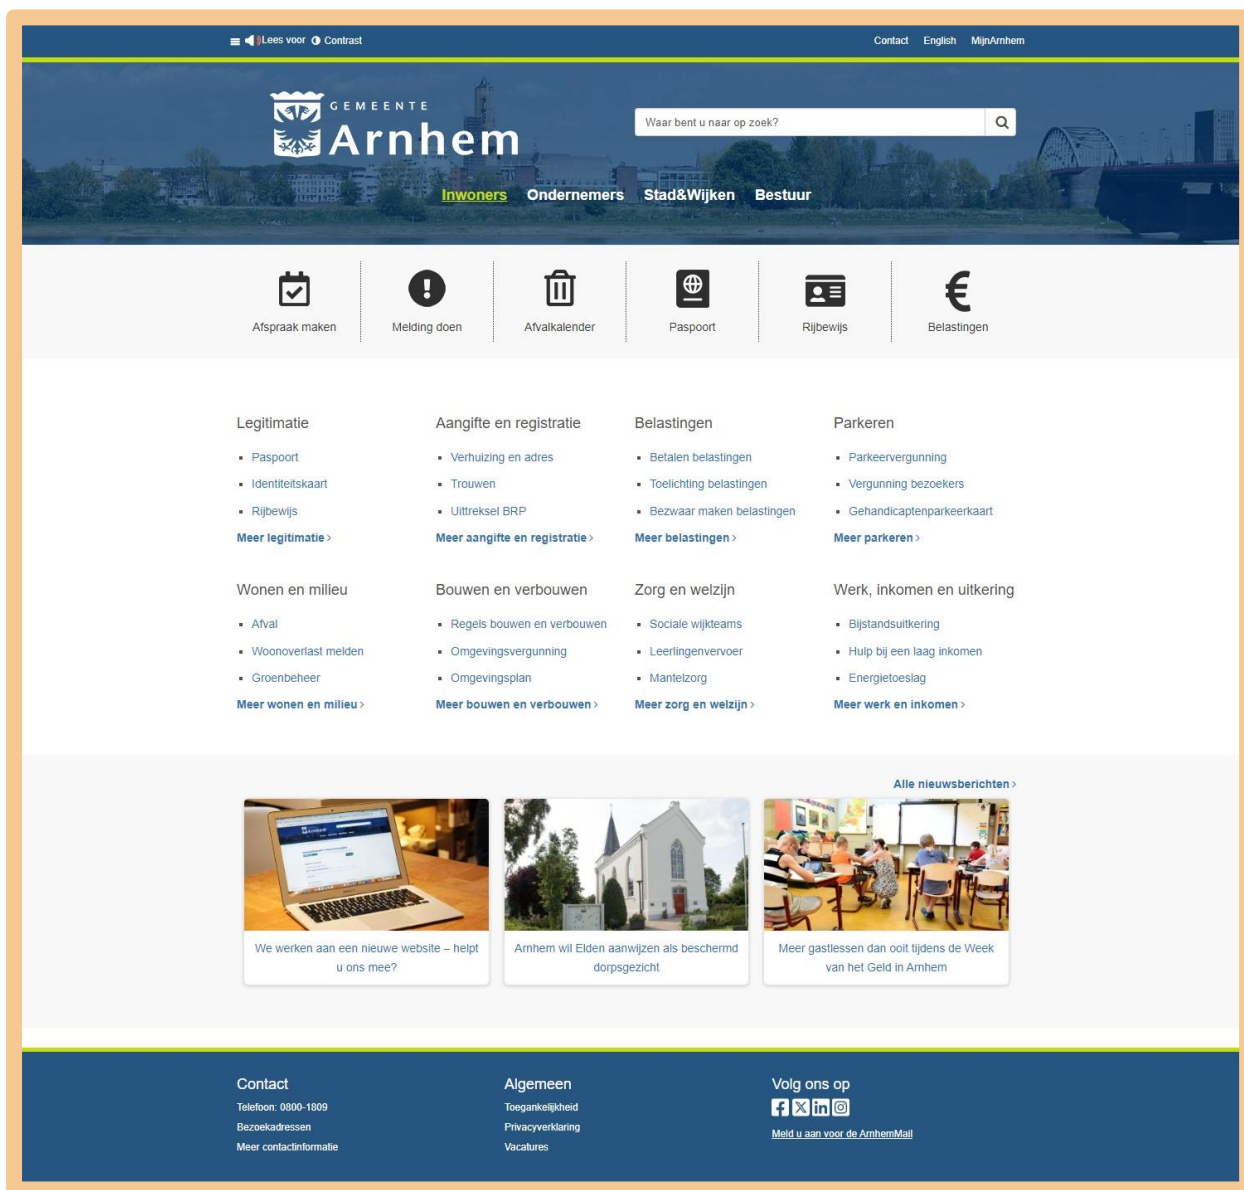 Lees voor Contrast
Contact English MijnArnhem
GEMEENTE
Arnhem
Waar bent u naar op zoek?
Inwoners Ondernemers Stad&Wijken Bestuur
Afspraak maken Melding doen Afvalkalender Paspoort Rijbewijs Belastingen
Legitimatie
Paspoort
Identiteitskaart
Rijbewijs
Meer legitimatie >
Aangifte en registratie
Verhuizing en adres
Trouwen
Uittreksel BRP
Meer aangifte en registratie >
Belastingen
Betalen belastingen
Toelichting belastingen
Bezwaar maken belastingen
Meer belastingen >
Parkeren
Parkeervergunning
Vergunning bezoekers
Gehandicaptenparkeerkaart
Meer parkeren >
Wonen en milieu
Afval
Woonoverlast melden
Groenbeheer
Meer wonen en milieu >
Bouwen en verbouwen
Regels bouwen en verbouwen
Omgevingsvergunning
Omgevingsplan
Meer bouwen en verbouwen >
Zorg en welzijn
Sociale wijkteams
Leerlingenvervoer
Mantelzorg
Meer zorg en welzijn >
Werk, inkomen en uitkering
Bijstandsuitkering
Hulp bij een laag inkomen
Energietoeslag
Meer werk en inkomen >
Alle nieuwsberichten >
Arnhem
We werken aan een nieuwe website – helpt
u ons mee?
Arnhem wil Elden aanwijzen als beschermd
dorpsgezicht
Meer gastlessen dan ooit tijdens de Week
van het Geld in Arnhem
Contact
Telefoon: 0800-1809
Bezoekadressen
Meer contactinformatie
Algemeen
Toegankelijkheid
Privacyverklaring
Vacatures
Volg ons op
Meld u aan voor de ArnhemMail